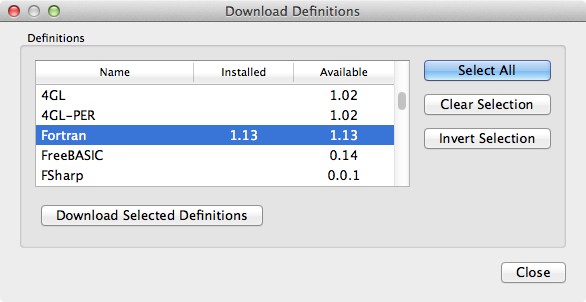 Download Definitions
Definitions
Name Installed Available
4GL 1.02
4GL-PER 1.02
Fortran 1.13 1.13
FreeBASIC 0.14
FSharp 0.0.1
Select All
Clear Selection
Invert Selection
Download Selected Definitions
Close